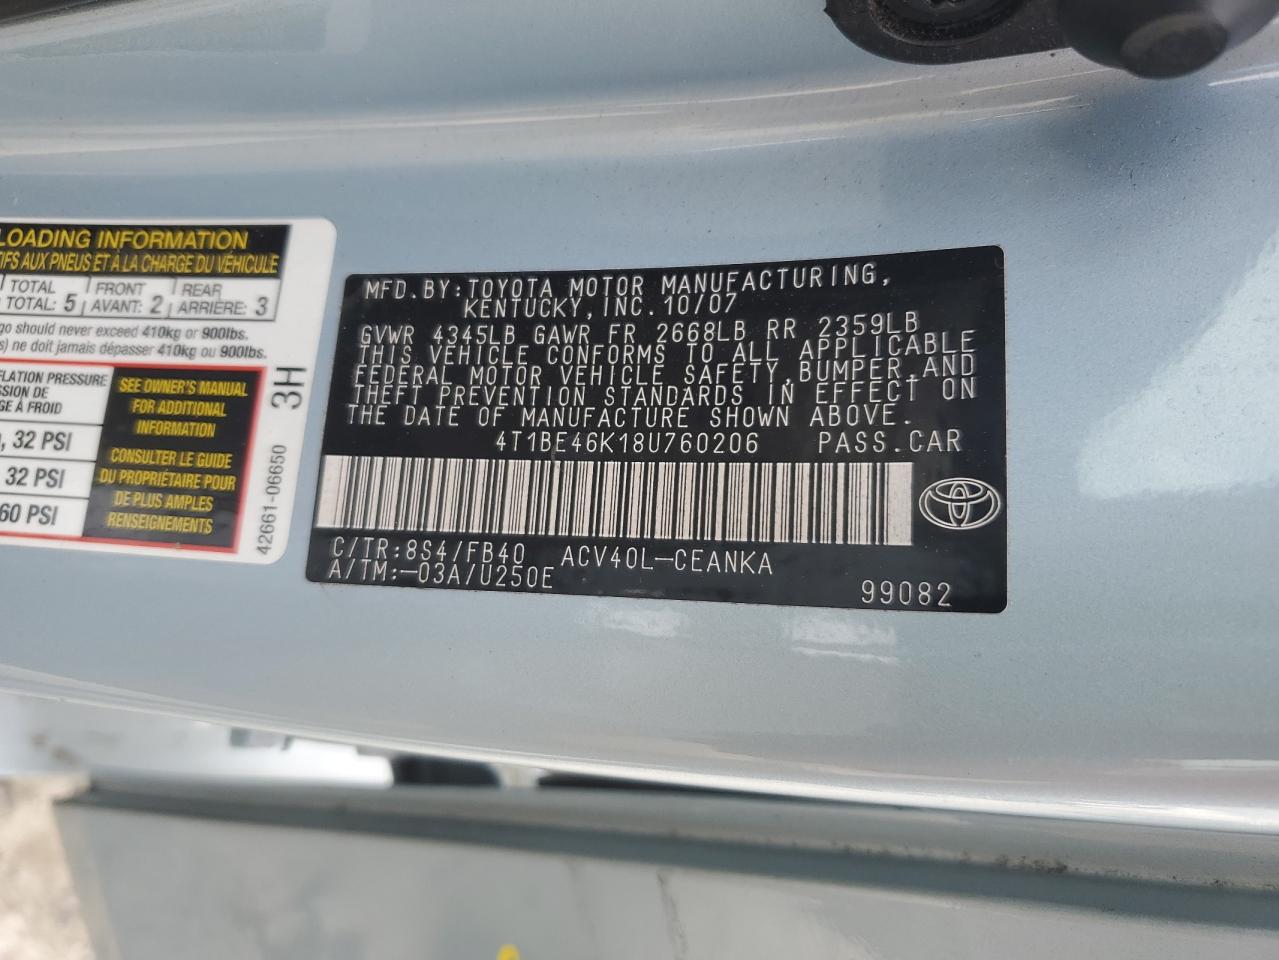 LOADING INFORMATION
TIFS AUX PNEUS ET À LA CHARGE DU VÉHICULE
TOTAL FRONT REAR
TOTAL: 5 AVANT: 2 ARRIÈRE: 3
go should never exceed 410kg or 900lbs.
s) ne doit jamais dépasser 410kg ou 900lbs.
FLATION PRESSURE
SSION DE
GE À FROID
, 32 PSI
32 PSI
60 PSI
SEE OWNER'S MANUAL
FOR ADDITIONAL
INFORMATION
CONSULTER LE GUIDE
DU PROPRIÉTAIRE POUR
DE PLUS AMPLES
RENSEIGNEMENTS
3H
42661-06650
MFD.BY:TOYOTA MOTOR MANUFACTURING,
KENTUCKY,INC.10/07
GVWR 4345LB GAWR FR 2668LB RR 2359LB
THIS VEHICLE CONFORMS TO ALL APPLICABLE
FEDERAL MOTOR VEHICLE SAFETY,BUMPER,AND
THEFT PREVENTION STANDARDS IN EFFECT ON
THE DATE OF MANUFACTURE SHOWN ABOVE.
4T1BE46K18U760206 PASS.CAR
C/TR:8S4/FB40 ACV40L-CEANKA
A/TM:-03A/U250E
99082